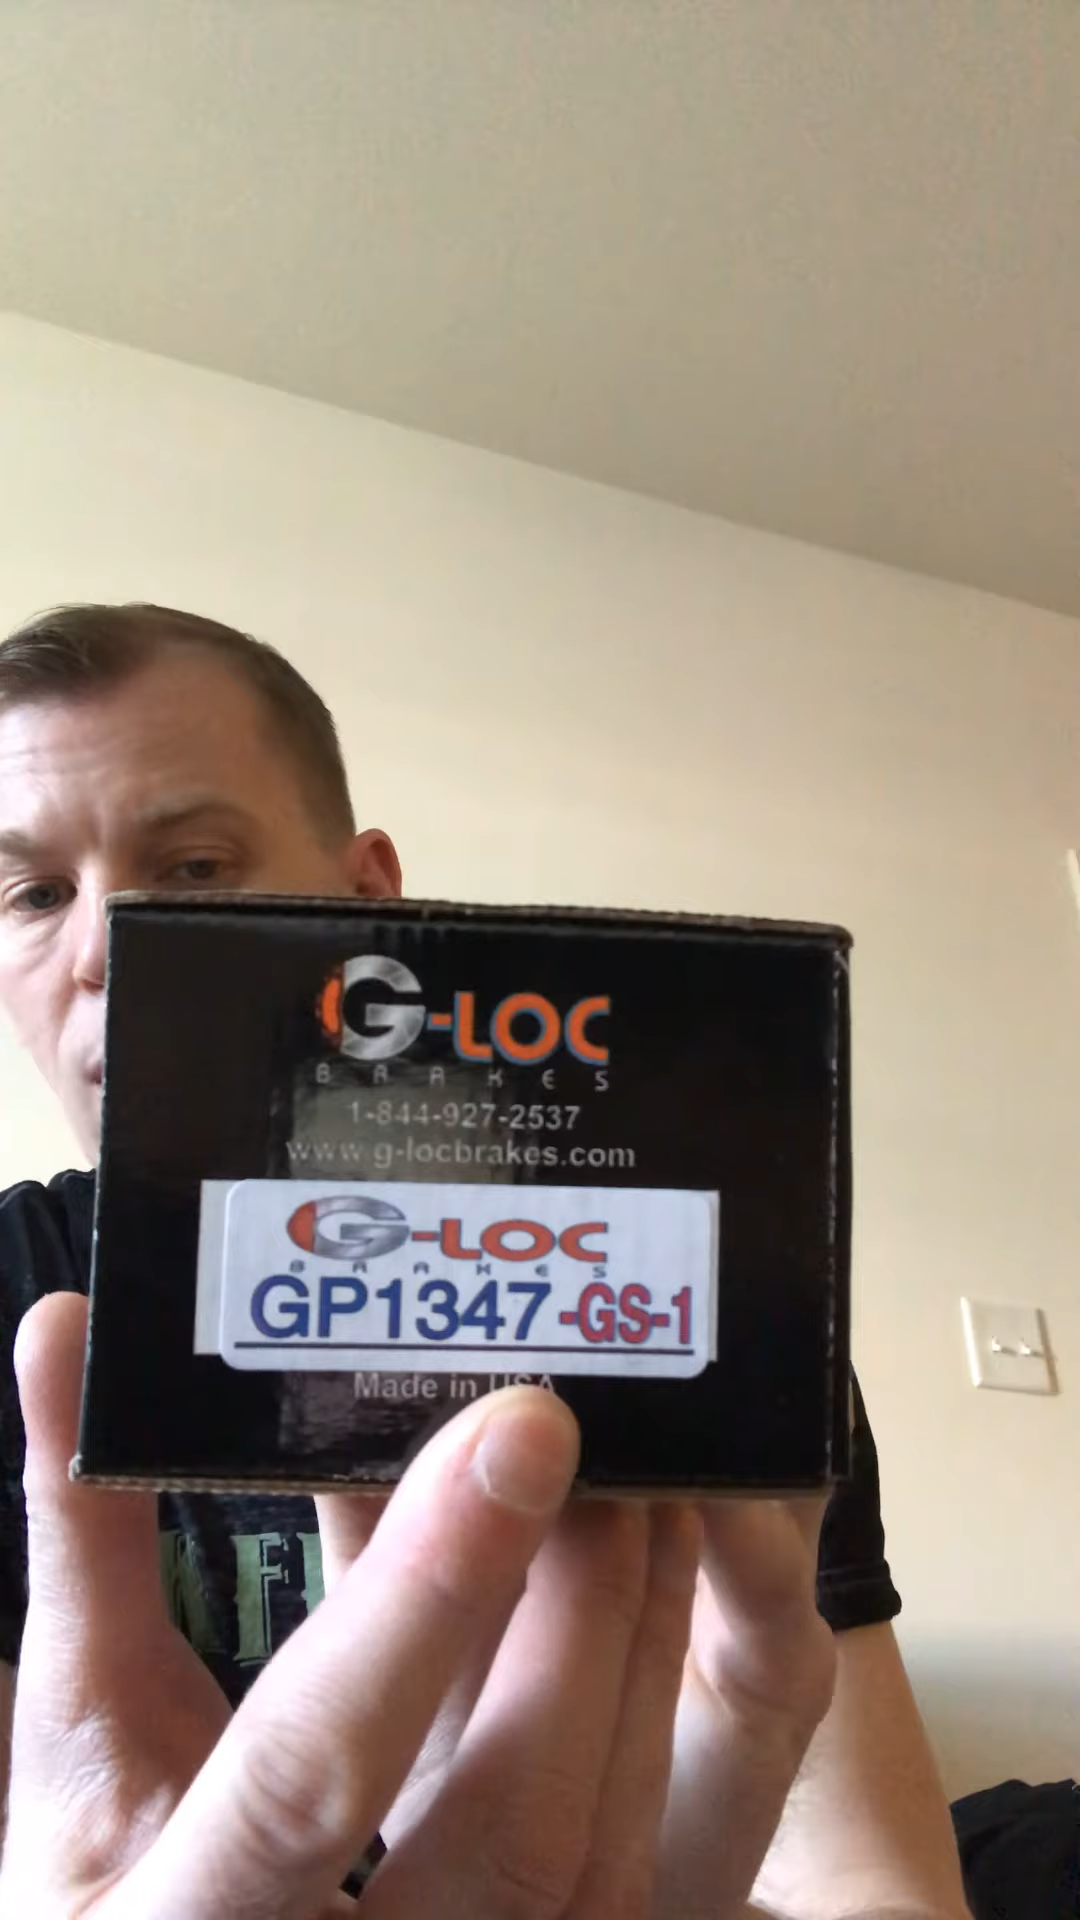 G-LOC
BRAKES
1-844-927-2537
www.g-locbrakes.com
G-LOC
BRAKES
GP1347-GS-1
Made in USA